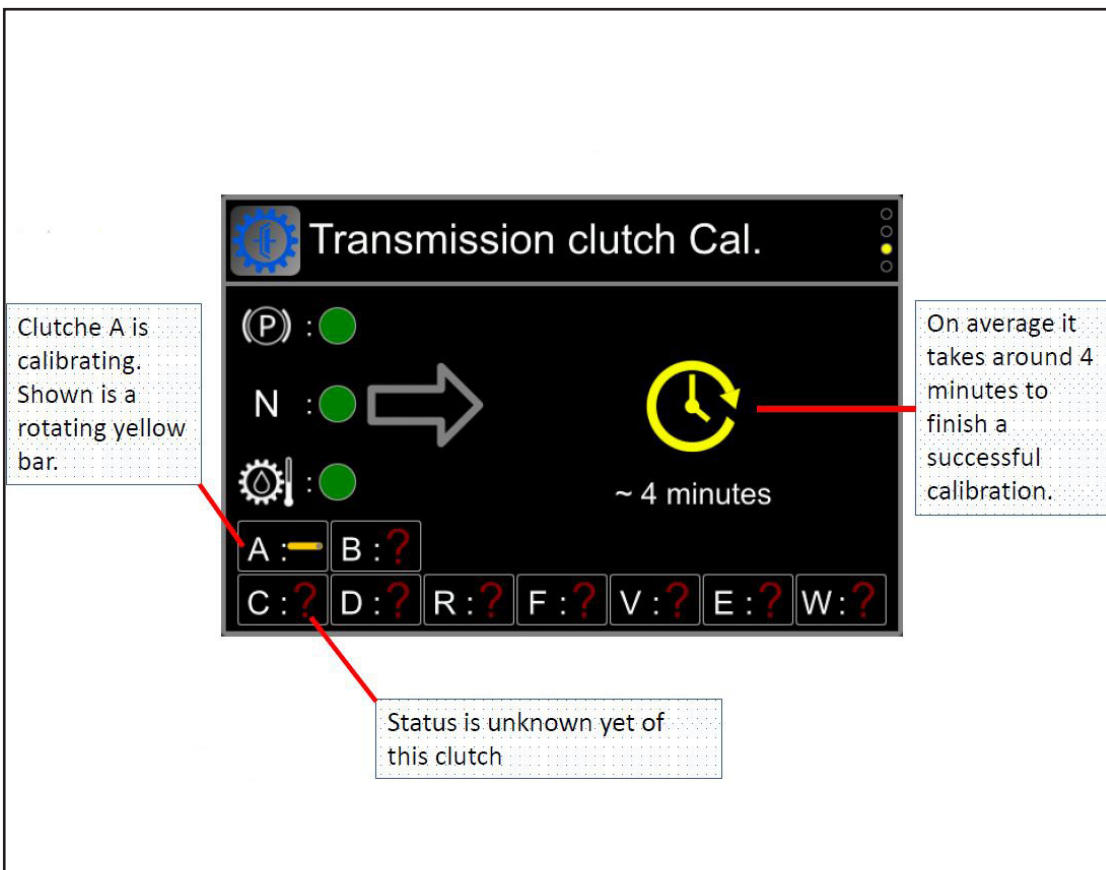 Transmission clutch Cal.
Clutche A is
calibrating.
Shown is a
rotating yellow
bar.
(P) :
N :
:
~ 4 minutes
On average it
takes around 4
minutes to
finish a
successful
calibration.
A : B : ?
C : ? D : ? R : ? F : ? V : ? E : ? W : ?
Status is unknown yet of
this clutch